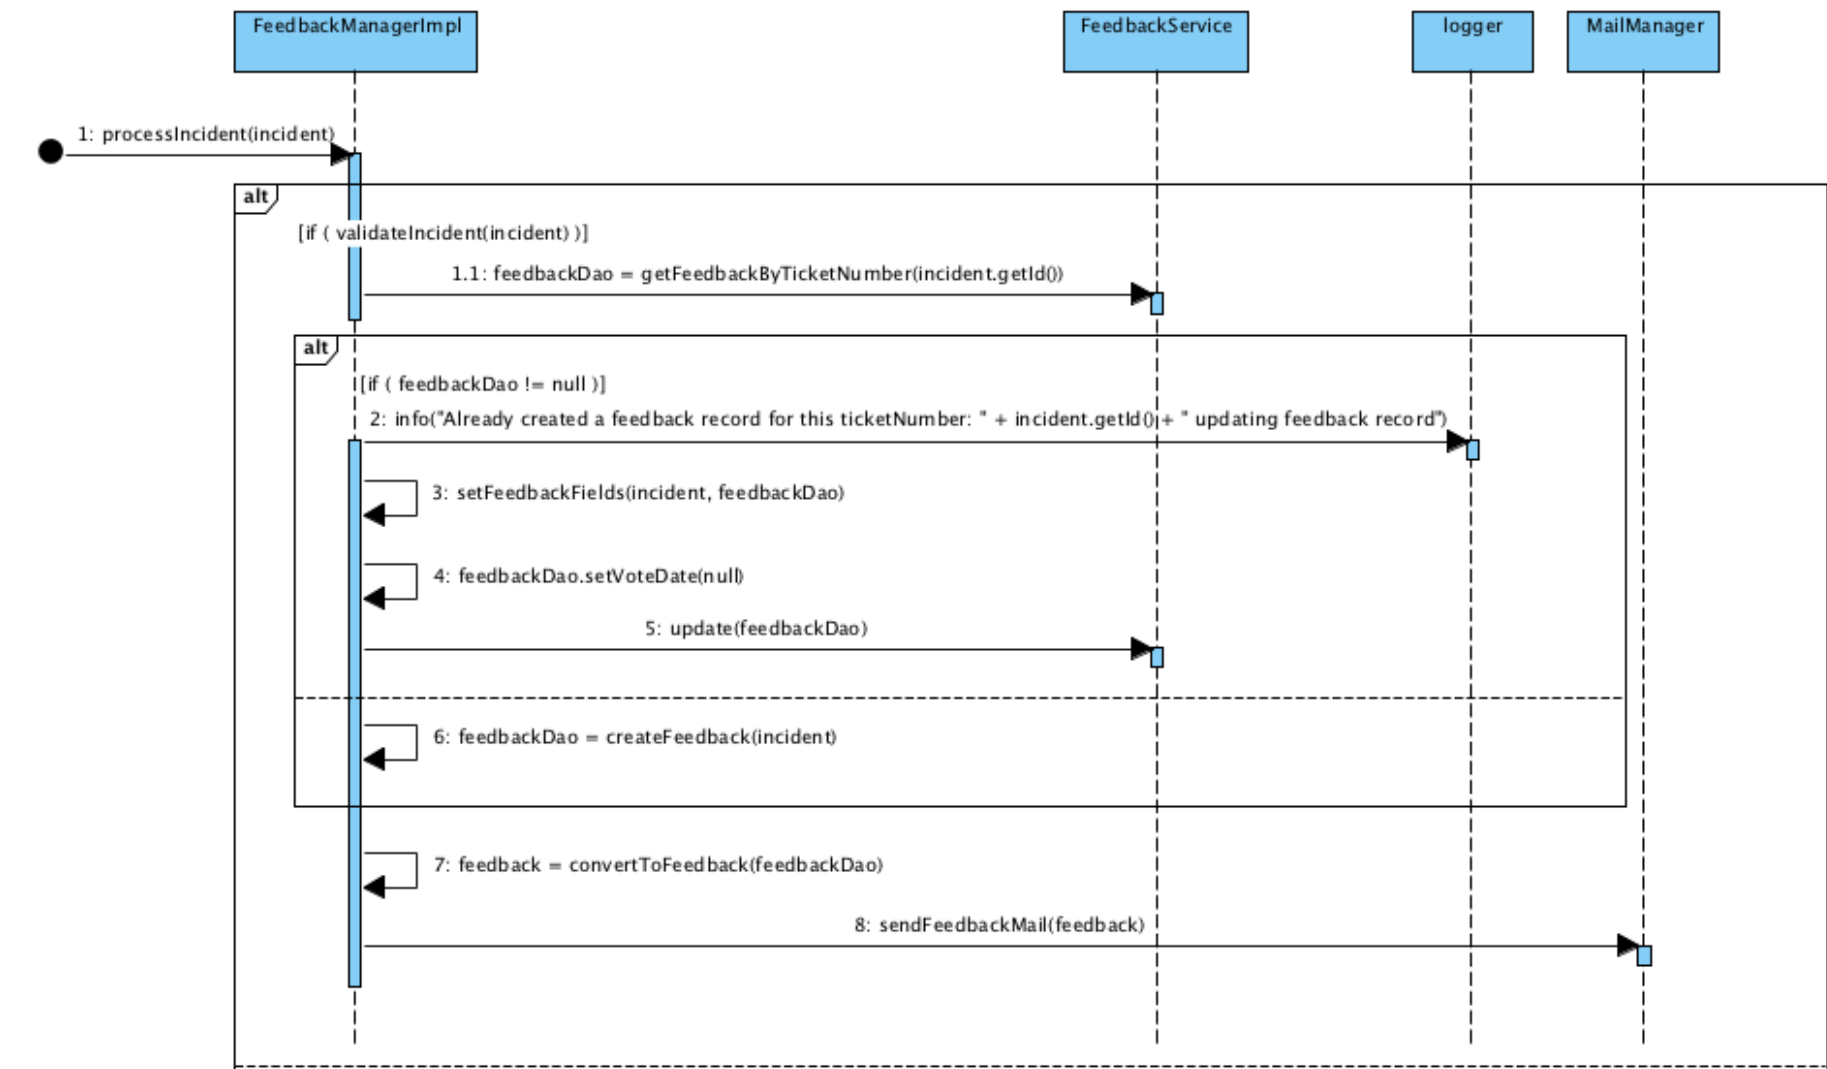 FeedbackManagerImpl
FeedbackService
logger
MailManager
1: processIncident(incident)
alt
[if ( validateIncident(incident) )]
1.1: feedbackDao = getFeedbackByTicketNumber(incident.getId())
alt
[if ( feedbackDao != null )]
2: info("Already created a feedback record for this ticketNumber: " + incident.getId() + " updating feedback record")
3: setFeedbackFields(incident, feedbackDao)
4: feedbackDao.setVoteDate(null)
5: update(feedbackDao)
6: feedbackDao = createFeedback(incident)
7: feedback = convertToFeedback(feedbackDao)
8: sendFeedbackMail(feedback)